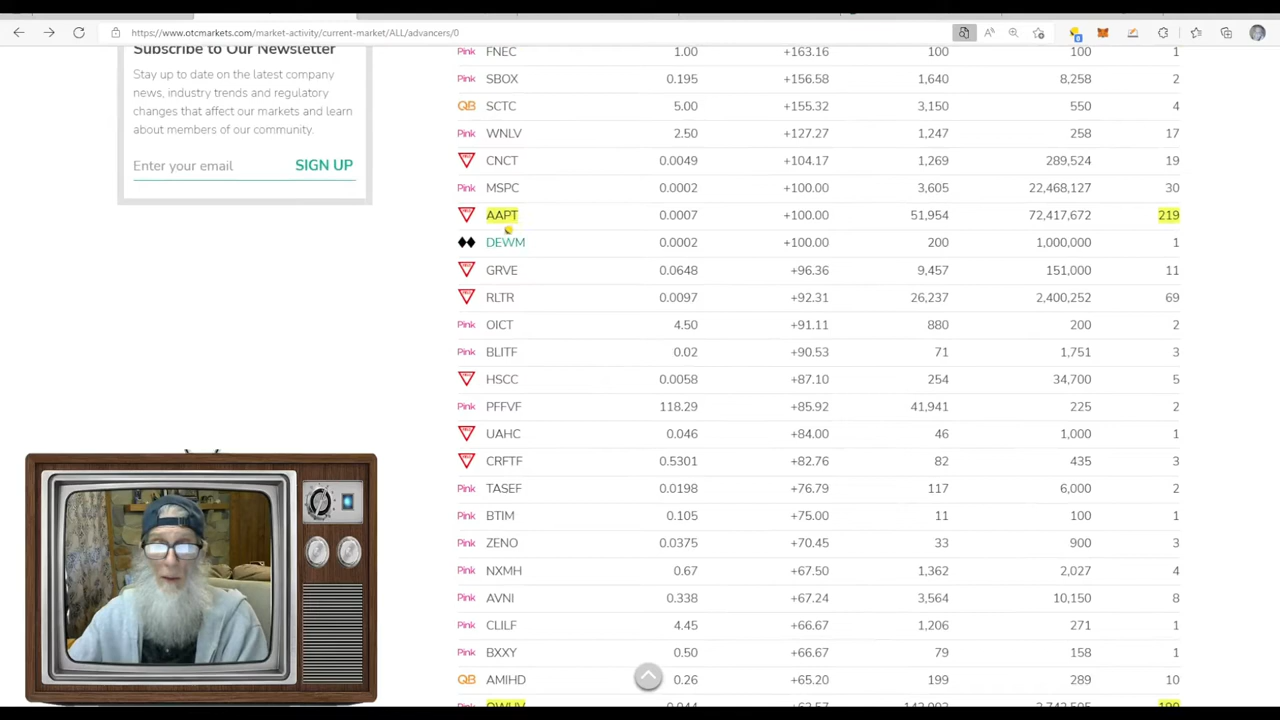 https://www.otcmarkets.com/market-activity/current-market/ALL/advancers/0
Subscribe to Our Newsletter
Stay up to date on the latest company
news, industry trends and regulatory
changes that affect our markets and learn
about members of our community.
Enter your email SIGN UP
Pink FNEC 1.00 +163.16 100 100 1
Pink SBOX 0.195 +156.58 1,640 8,258 2
QB SCTC 5.00 +155.32 3,150 550 4
Pink WNLV 2.50 +127.27 1,247 258 17
CNCT 0.0049 +104.17 1,269 289,524 19
Pink MSPC 0.0002 +100.00 3,605 22,468,127 30
AAPT 0.0007 +100.00 51,954 72,417,672 219
DEWM 0.0002 +100.00 200 1,000,000 1
GRVE 0.0648 +96.36 9,457 151,000 11
RLTR 0.0097 +92.31 26,237 2,400,252 69
Pink OICT 4.50 +91.11 880 200 2
Pink BLITF 0.02 +90.53 71 1,751 3
HSCC 0.0058 +87.10 254 34,700 5
Pink PFFVF 118.29 +85.92 41,941 225 2
UAHC 0.046 +84.00 46 1,000 1
CRFTF 0.5301 +82.76 82 435 3
Pink TASEF 0.0198 +76.79 117 6,000 2
Pink BTIM 0.105 +75.00 11 100 1
Pink ZENO 0.0375 +70.45 33 900 3
Pink NXMH 0.67 +67.50 1,362 2,027 4
Pink AVNI 0.338 +67.24 3,564 10,150 8
Pink CLILF 4.45 +66.67 1,206 271 1
Pink BXXY 0.50 +66.67 79 158 1
QB AMIHD 0.26 +65.20 199 289 10